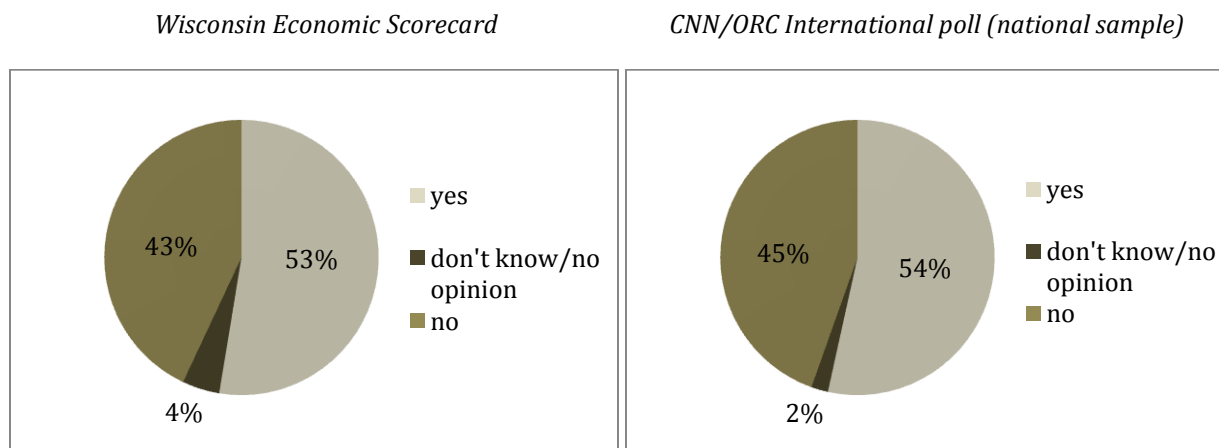 Wisconsin Economic Scorecard
CNN/ORC International poll (national sample)
43%
53%
4%
yes
don't know/no
opinion
no
45%
54%
2%
yes
don't know/no
opinion
no